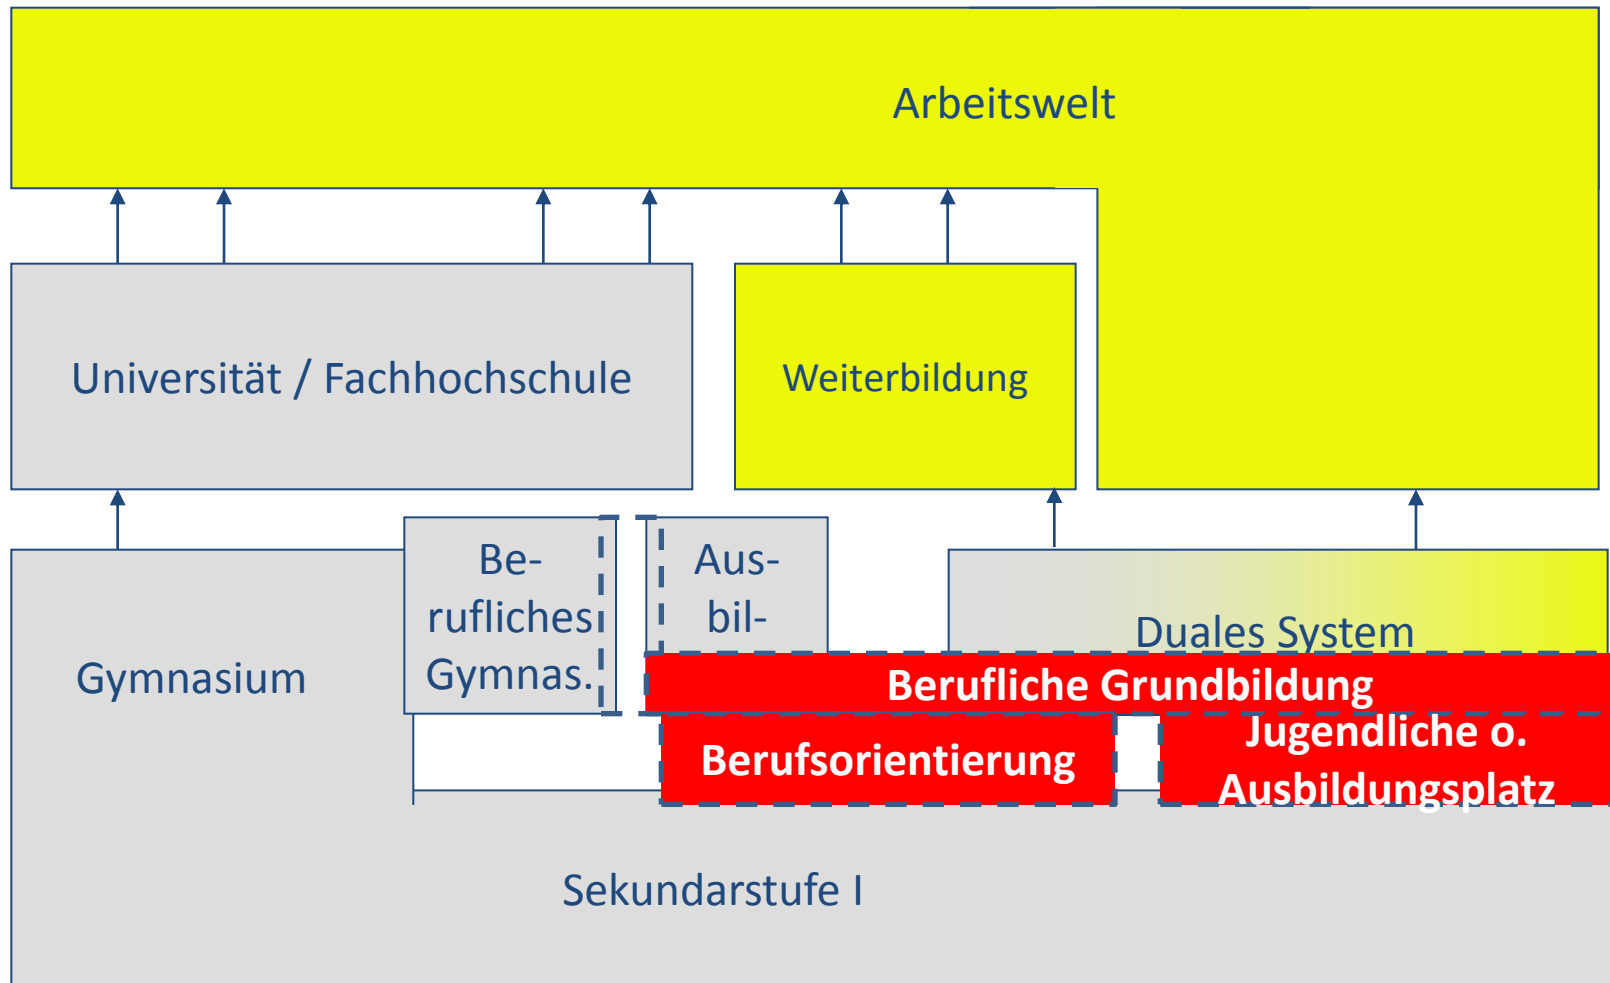 Arbeitswelt
Universität / Fachhochschule
Weiterbildung
Gymnasium
Be-
rufliches
Gymnas.
Aus-
bil-
Duales System
Berufliche Grundbildung
Berufsorientierung
Jugendliche o.
Ausbildungsplatz
Sekundarstufe I